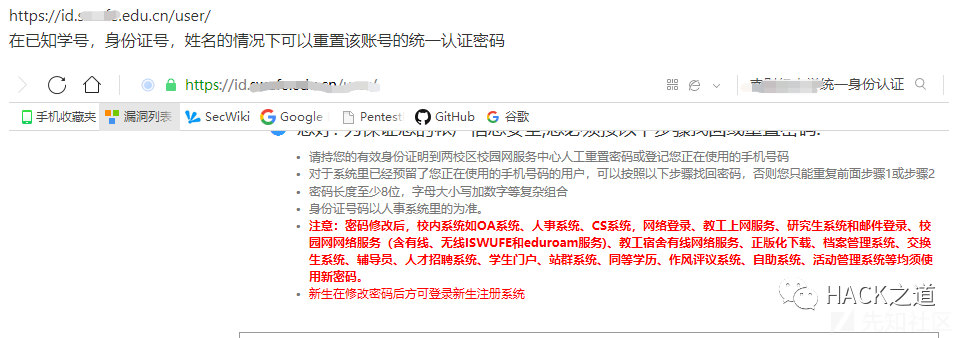 https://id.s fe.edu.cn/user/
在已知学号，身份证号，姓名的情况下可以重置该账号的统一认证密码
https://id. .edu.cn/
学统一身份认证
手机收藏夹 漏洞列表 SecWiki Google Pentest GitHub 谷歌
• 请持您的有效身份证明到两校区校园网服务中心人工重置密码或登记您正在使用的手机号码
• 对于系统里已经预留了您正在使用的手机号码的用户，可以按照以下步骤找回密码，否则您只能重复前面步骤1或步骤2
• 密码长度至少8位，字母大小写加数字等复杂组合
• 身份证号码以人事系统里的为准。
• 注意：密码修改后，校内系统如OA系统、人事系统、CS系统，网络登录、教工上网服务、研究生系统和邮件登录、校
园网网络服务（含有线、无线ISWUFE和eduroam服务)、教工宿舍有线网络服务、正版化下载、档案管理系统、交换
生系统、辅导员、人才招聘系统、学生门户、站群系统、同等学历、作风评议系统、自助系统、活动管理系统等均须使
用新密码。
• 新生在修改密码后方可登录新生注册系统
HACK之道
先知社区